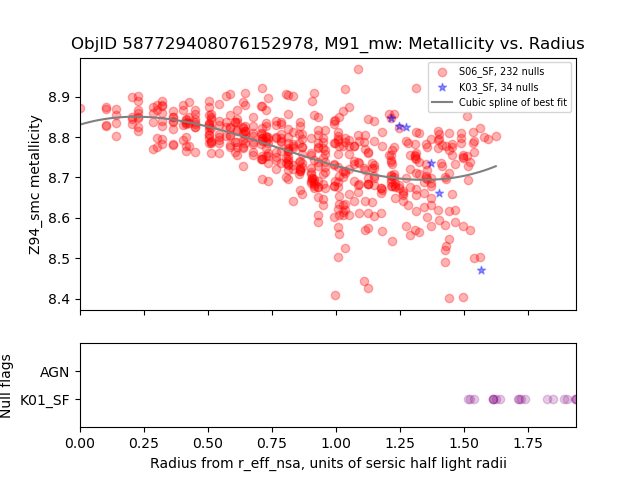 ObjID 587729408076152978, M91_mw: Metallicity vs. Radius
S06_SF, 232 nulls
K03_SF, 34 nulls
Cubic spline of best fit
Z94_smc metallicity
8.9
8.8
8.7
8.6
8.5
8.4
Null flags
AGN
K01_SF
0.00 0.25 0.50 0.75 1.00 1.25 1.50 1.75
Radius from r_eff_nsa, units of sersic half light radii